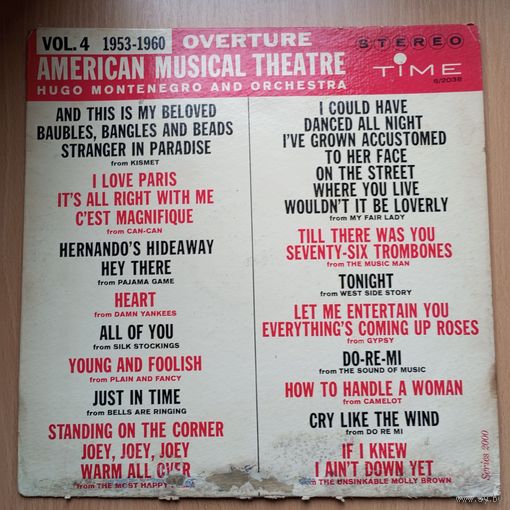 VOL. 4 1953-1960 OVERTURE
AMERICAN MUSICAL THEATRE
HUGO MONTENEGRO AND ORCHESTRA
STEREO
TIME
S/2038
AND THIS IS MY BELOVED
BAUBLES, BANGLES AND BEADS
STRANGER IN PARADISE
from KISMET
I LOVE PARIS
IT'S ALL RIGHT WITH ME
C'EST MAGNIFIQUE
from CAN-CAN
HERNANDO'S HIDEAWAY
HEY THERE
from PAJAMA GAME
HEART
from DAMN YANKEES
ALL OF YOU
from SILK STOCKINGS
YOUNG AND FOOLISH
from PLAIN AND FANCY
JUST IN TIME
from BELLS ARE RINGING
STANDING ON THE CORNER
JOEY, JOEY, JOEY
WARM ALL OVER
from THE MOST HAPPY
I COULD HAVE
DANCED ALL NIGHT
I'VE GROWN ACCUSTOMED
TO HER FACE
ON THE STREET
WHERE YOU LIVE
WOULDN'T IT BE LOVERLY
from MY FAIR LADY
TILL THERE WAS YOU
SEVENTY-SIX TROMBONES
from THE MUSIC MAN
TONIGHT
from WEST SIDE STORY
LET ME ENTERTAIN YOU
EVERYTHING'S COMING UP ROSES
from GYPSY
DO-RE-MI
from THE SOUND OF MUSIC
HOW TO HANDLE A WOMAN
from CAMELOT
CRY LIKE THE WIND
from DO RE MI
IF I KNEW
I AIN'T DOWN YET
THE UNSINKABLE MOLLY BROWN
Series 2000